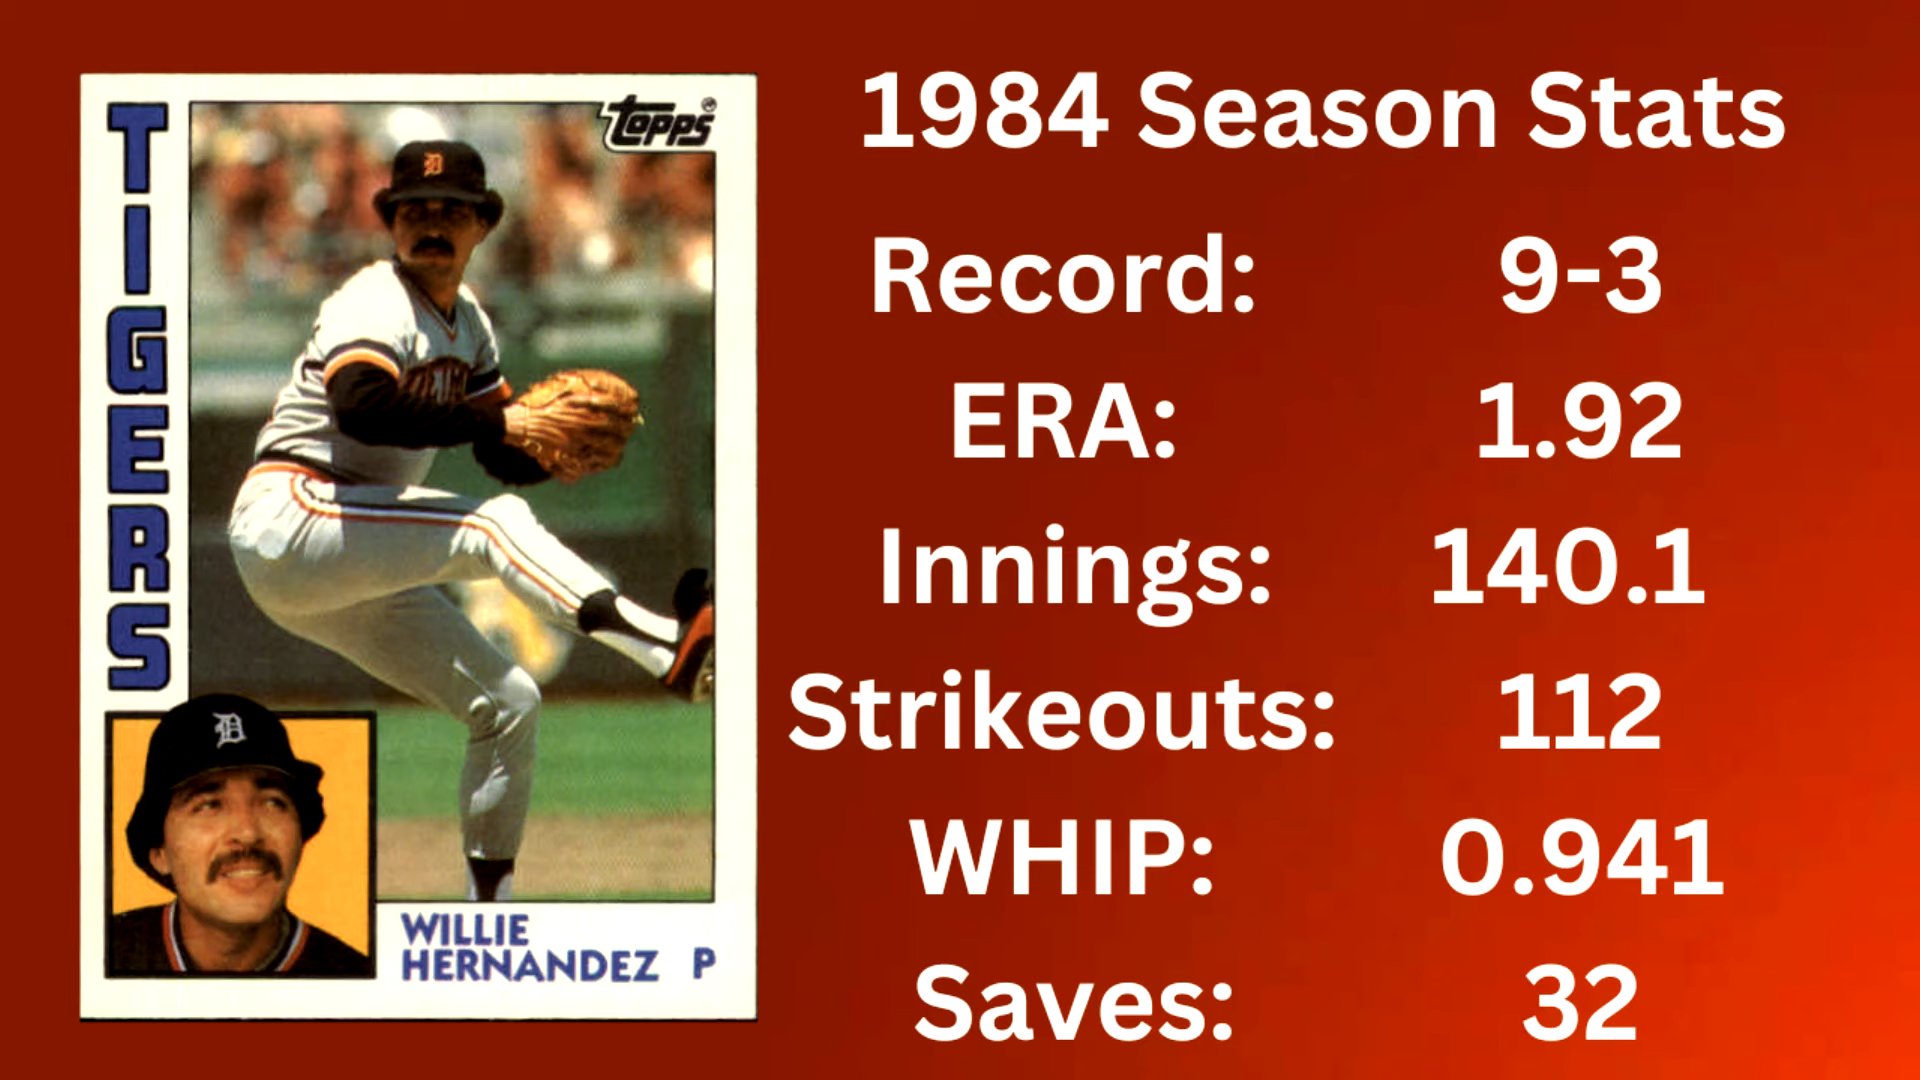 TIGERS
topps
WILLIE
HERNANDEZ P
D
D
1984 Season Stats
Record: 9-3
ERA: 1.92
Innings: 140.1
Strikeouts: 112
WHIP: 0.941
Saves: 32